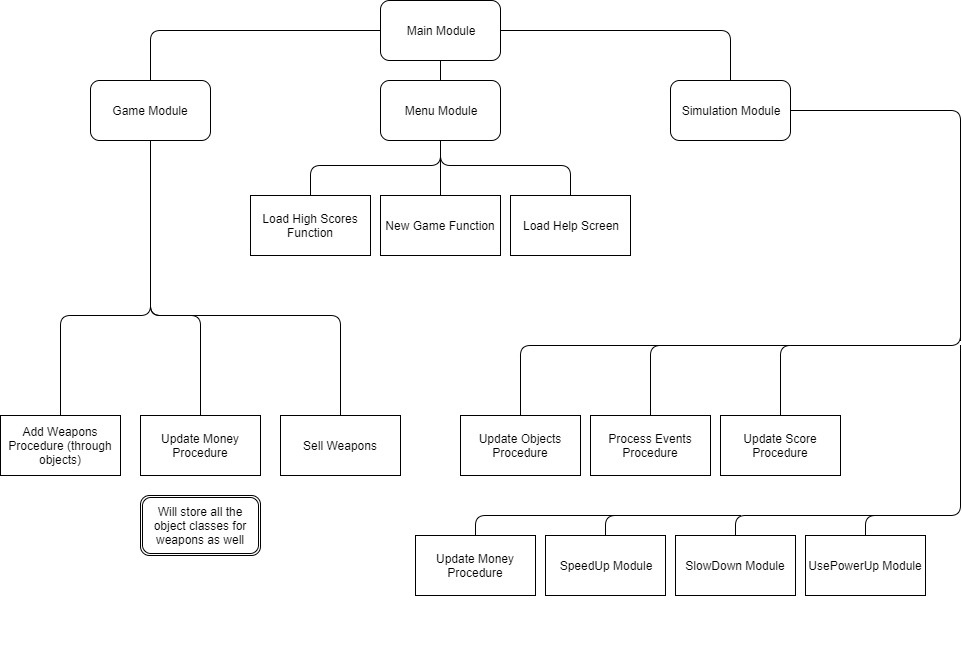 Main Module
Game Module
Menu Module
Simulation Module
Load High Scores
Function
New Game Function
Load Help Screen
Add Weapons
Procedure (through
objects)
Update Money
Procedure
Sell Weapons
Update Objects
Procedure
Process Events
Procedure
Update Score
Procedure
Will store all the
object classes for
weapons as well
Update Money
Procedure
SpeedUp Module
SlowDown Module
UsePowerUp Module